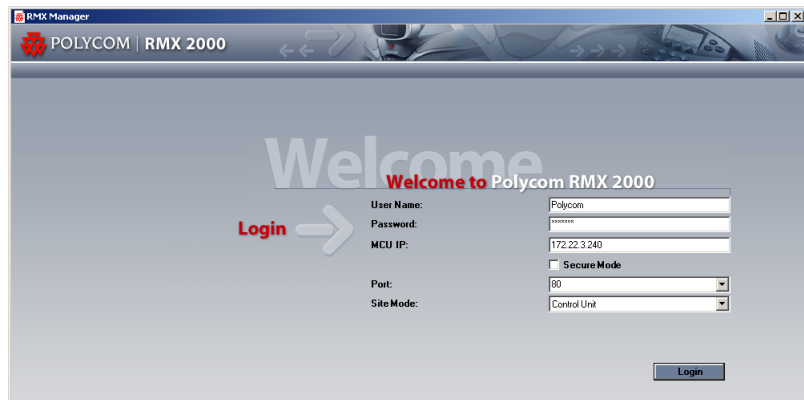 RMX Manager
POLYCOM | RMX 2000
Welcome
Welcome to Polycom RMX 2000
Login
User Name: Polycom
Password: *******
MCU IP: 172.22.3.240
Secure Mode
Port: 80
Site Mode: Control Unit
Login